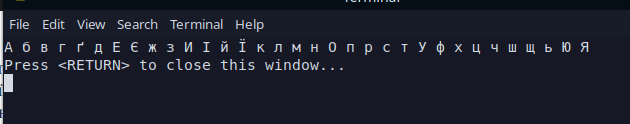 File Edit View Search Terminal Help
А б в г ґ д Е Є ж з И І й Ї к л м н О п р с т У ф х ц ч ш щ ь Ю Я
Press <RETURN> to close this window...